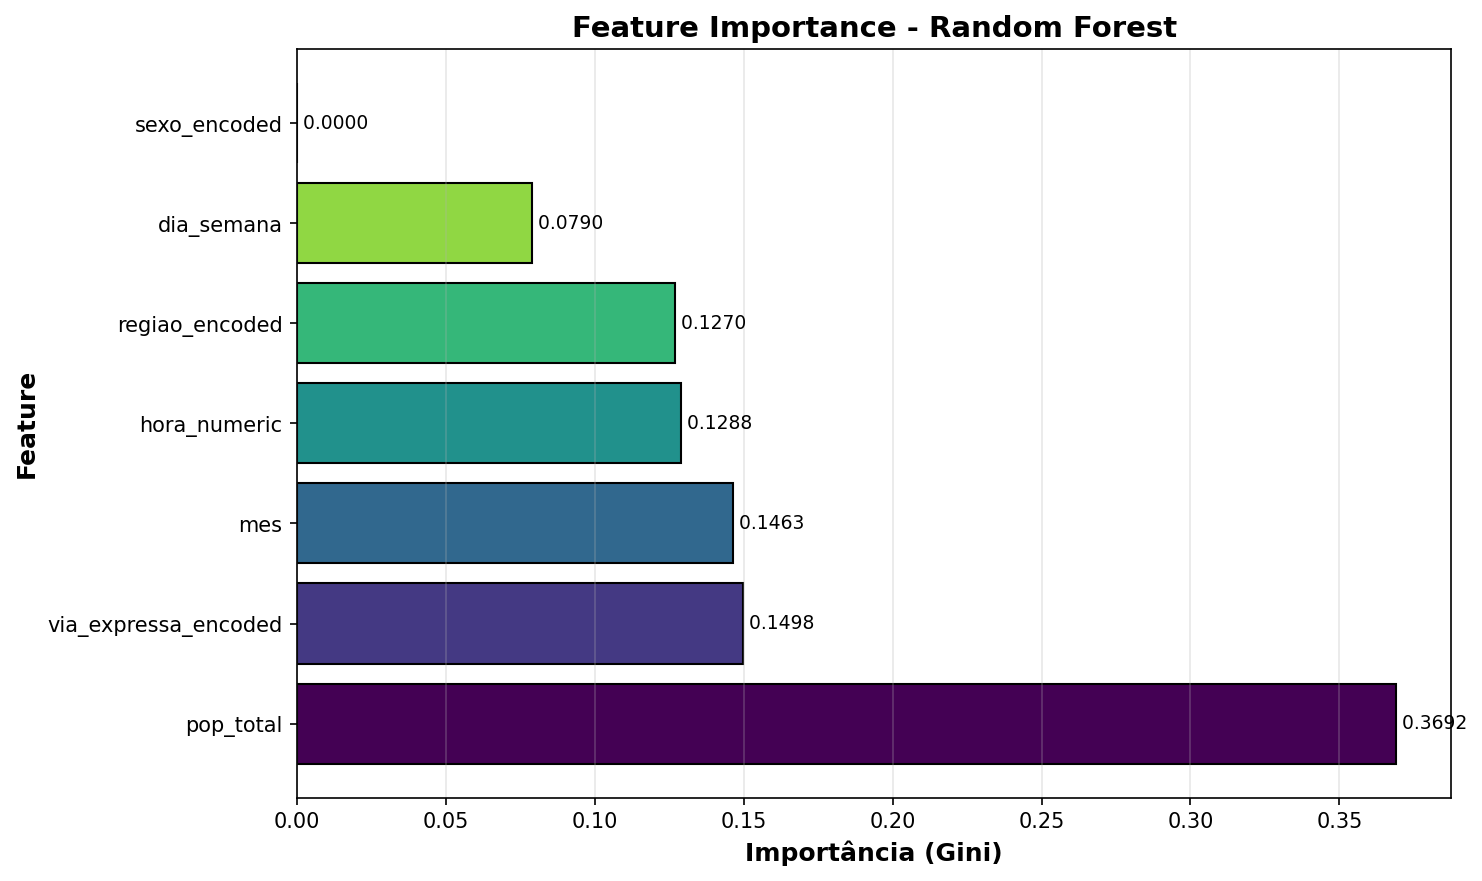 Feature Importance - Random Forest
sexo_encoded 0.0000
dia_semana 0.0790
regiao_encoded 0.1270
hora_numeric 0.1288
mes 0.1463
via_expressa_encoded 0.1498
pop_total 0.3692
Feature
0.00 0.05 0.10 0.15 0.20 0.25 0.30 0.35
Importância (Gini)